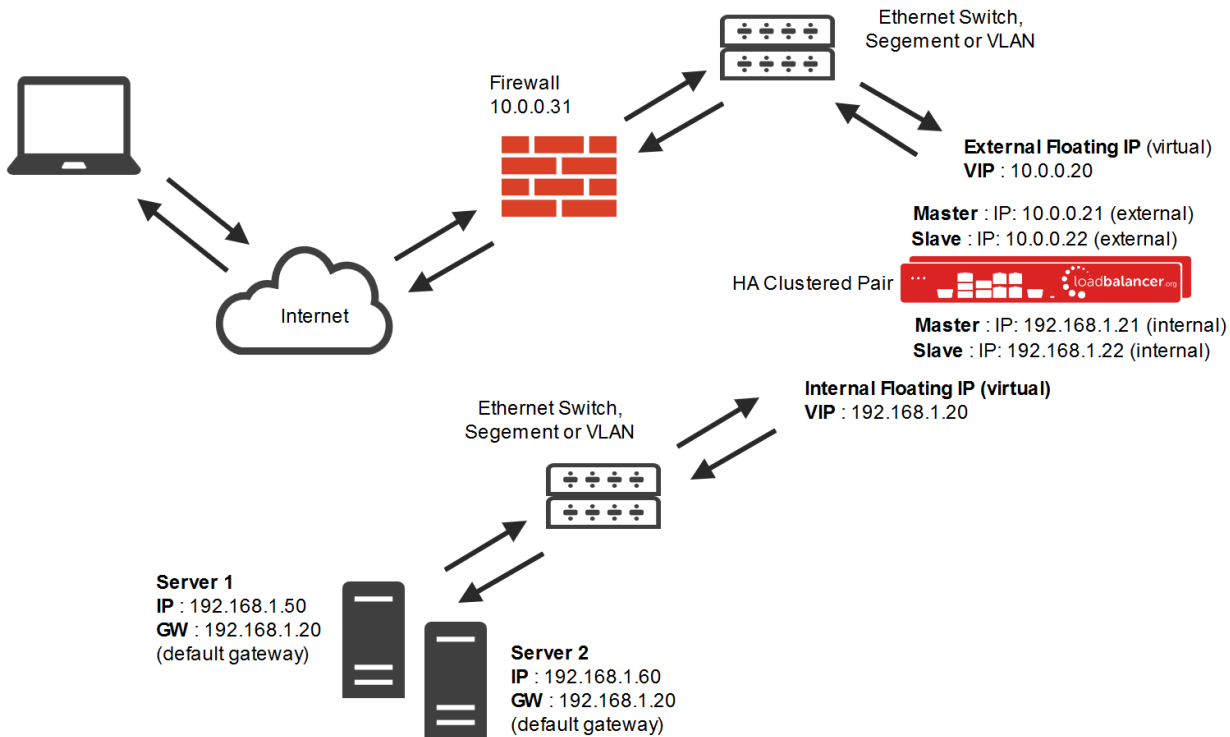 Ethernet Switch,
Segement or VLAN
Firewall
10.0.0.31
External Floating IP (virtual)
VIP : 10.0.0.20
Master : IP: 10.0.0.21 (external)
Slave : IP: 10.0.0.22 (external)
HA Clustered Pair
loadbalancer.org
Internet
Master : IP: 192.168.1.21 (internal)
Slave : IP: 192.168.1.22 (internal)
Internal Floating IP (virtual)
VIP : 192.168.1.20
Ethernet Switch,
Segement or VLAN
Server 1
IP : 192.168.1.50
GW : 192.168.1.20
(default gateway)
Server 2
IP : 192.168.1.60
GW : 192.168.1.20
(default gateway)